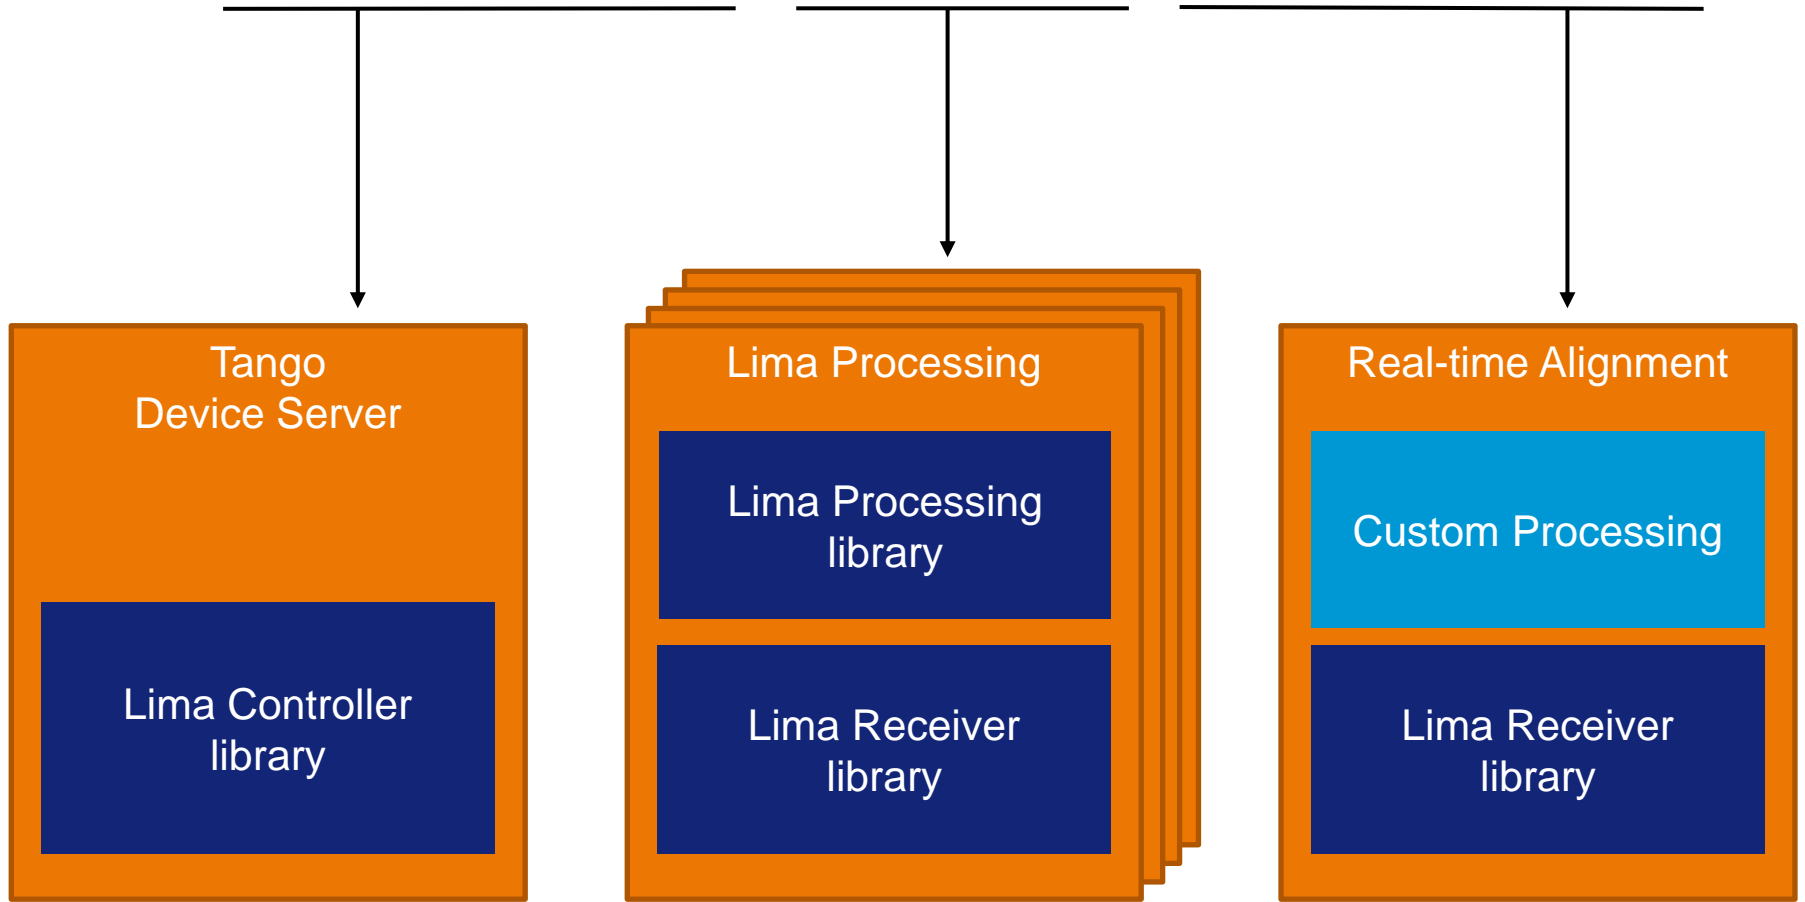 Tango
Device Server
Lima Controller
library
Lima Processing
Lima Processing
library
Lima Receiver
library
Real-time Alignment
Custom Processing
Lima Receiver
library